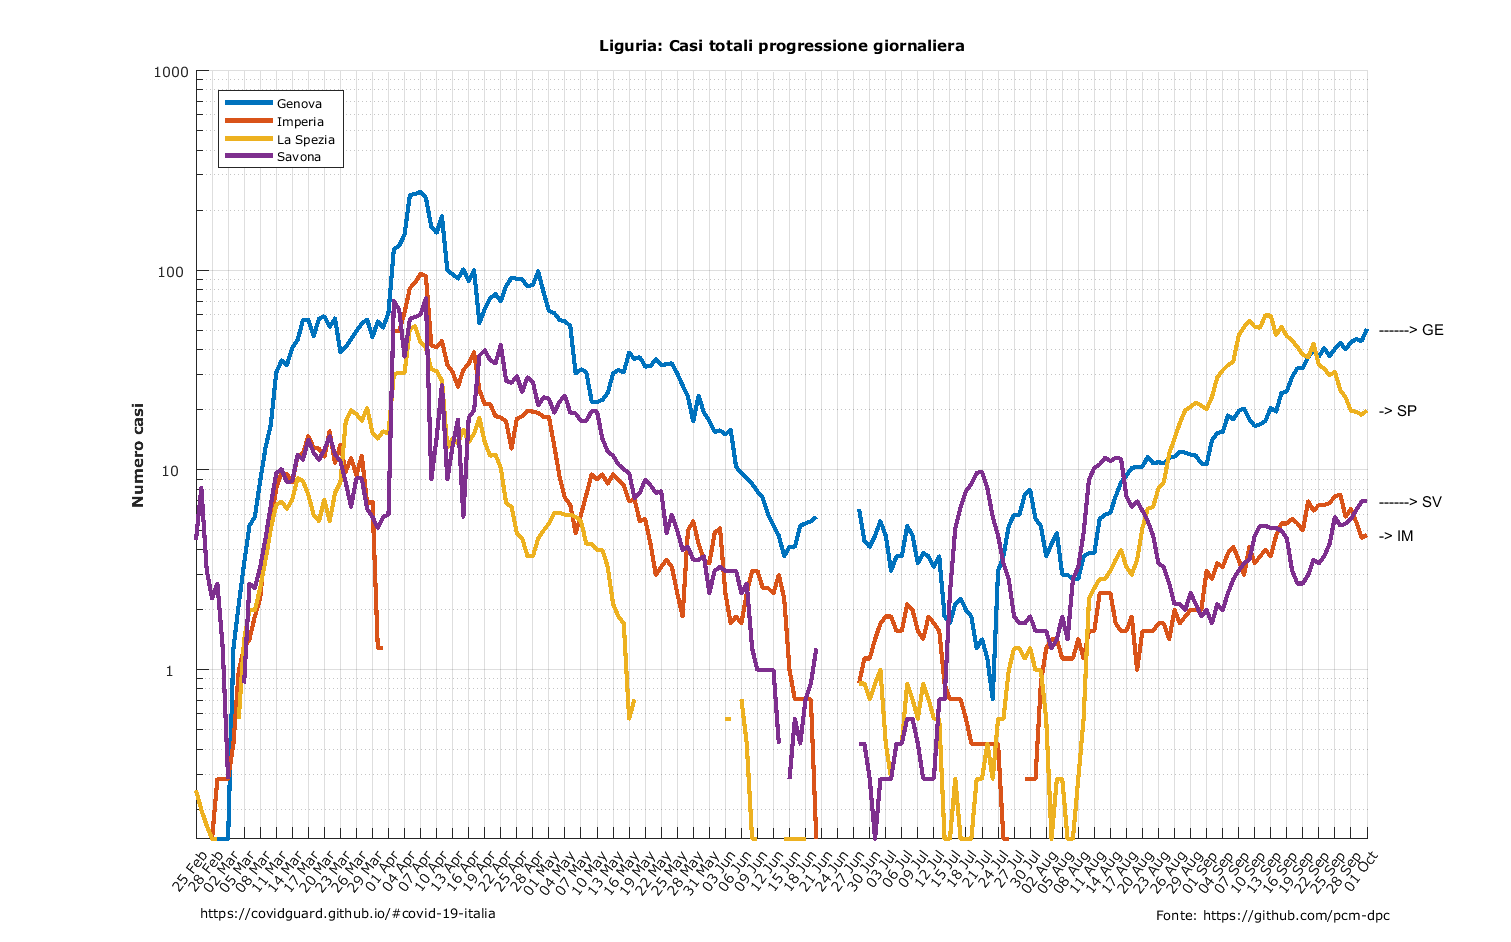 Liguria: Casi totali progressione giornaliera
1000
100
10
1
Numero casi
Genova
Imperia
La Spezia
Savona
------> GE
-> SP
------> SV
-> IM
25 Feb
28 Feb
02 Mar
05 Mar
08 Mar
11 Mar
14 Mar
17 Mar
20 Mar
23 Mar
26 Mar
29 Mar
01 Apr
04 Apr
07 Apr
10 Apr
13 Apr
16 Apr
19 Apr
22 Apr
25 Apr
28 Apr
01 May
04 May
07 May
10 May
13 May
16 May
19 May
22 May
25 May
28 May
31 May
03 Jun
06 Jun
09 Jun
12 Jun
15 Jun
18 Jun
21 Jun
24 Jun
27 Jun
30 Jun
03 Jul
06 Jul
09 Jul
12 Jul
15 Jul
18 Jul
21 Jul
24 Jul
27 Jul
30 Jul
02 Aug
05 Aug
08 Aug
11 Aug
14 Aug
17 Aug
20 Aug
23 Aug
26 Aug
29 Aug
01 Sep
04 Sep
07 Sep
10 Sep
13 Sep
16 Sep
19 Sep
22 Sep
25 Sep
28 Sep
01 Oct
https://covidguard.github.io/#covid-19-italia
Fonte: https://github.com/pcm-dpc